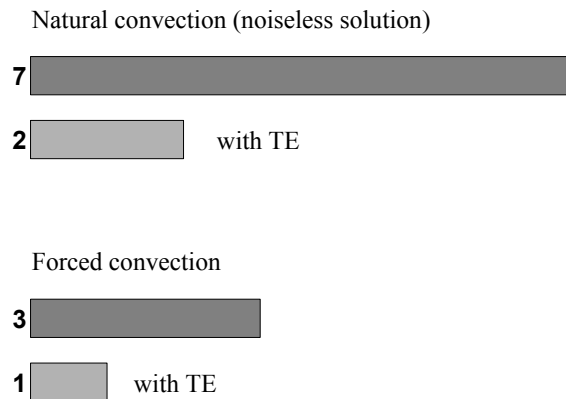 Natural convection (noiseless solution)
7
2 with TE
Forced convection
3
1 with TE